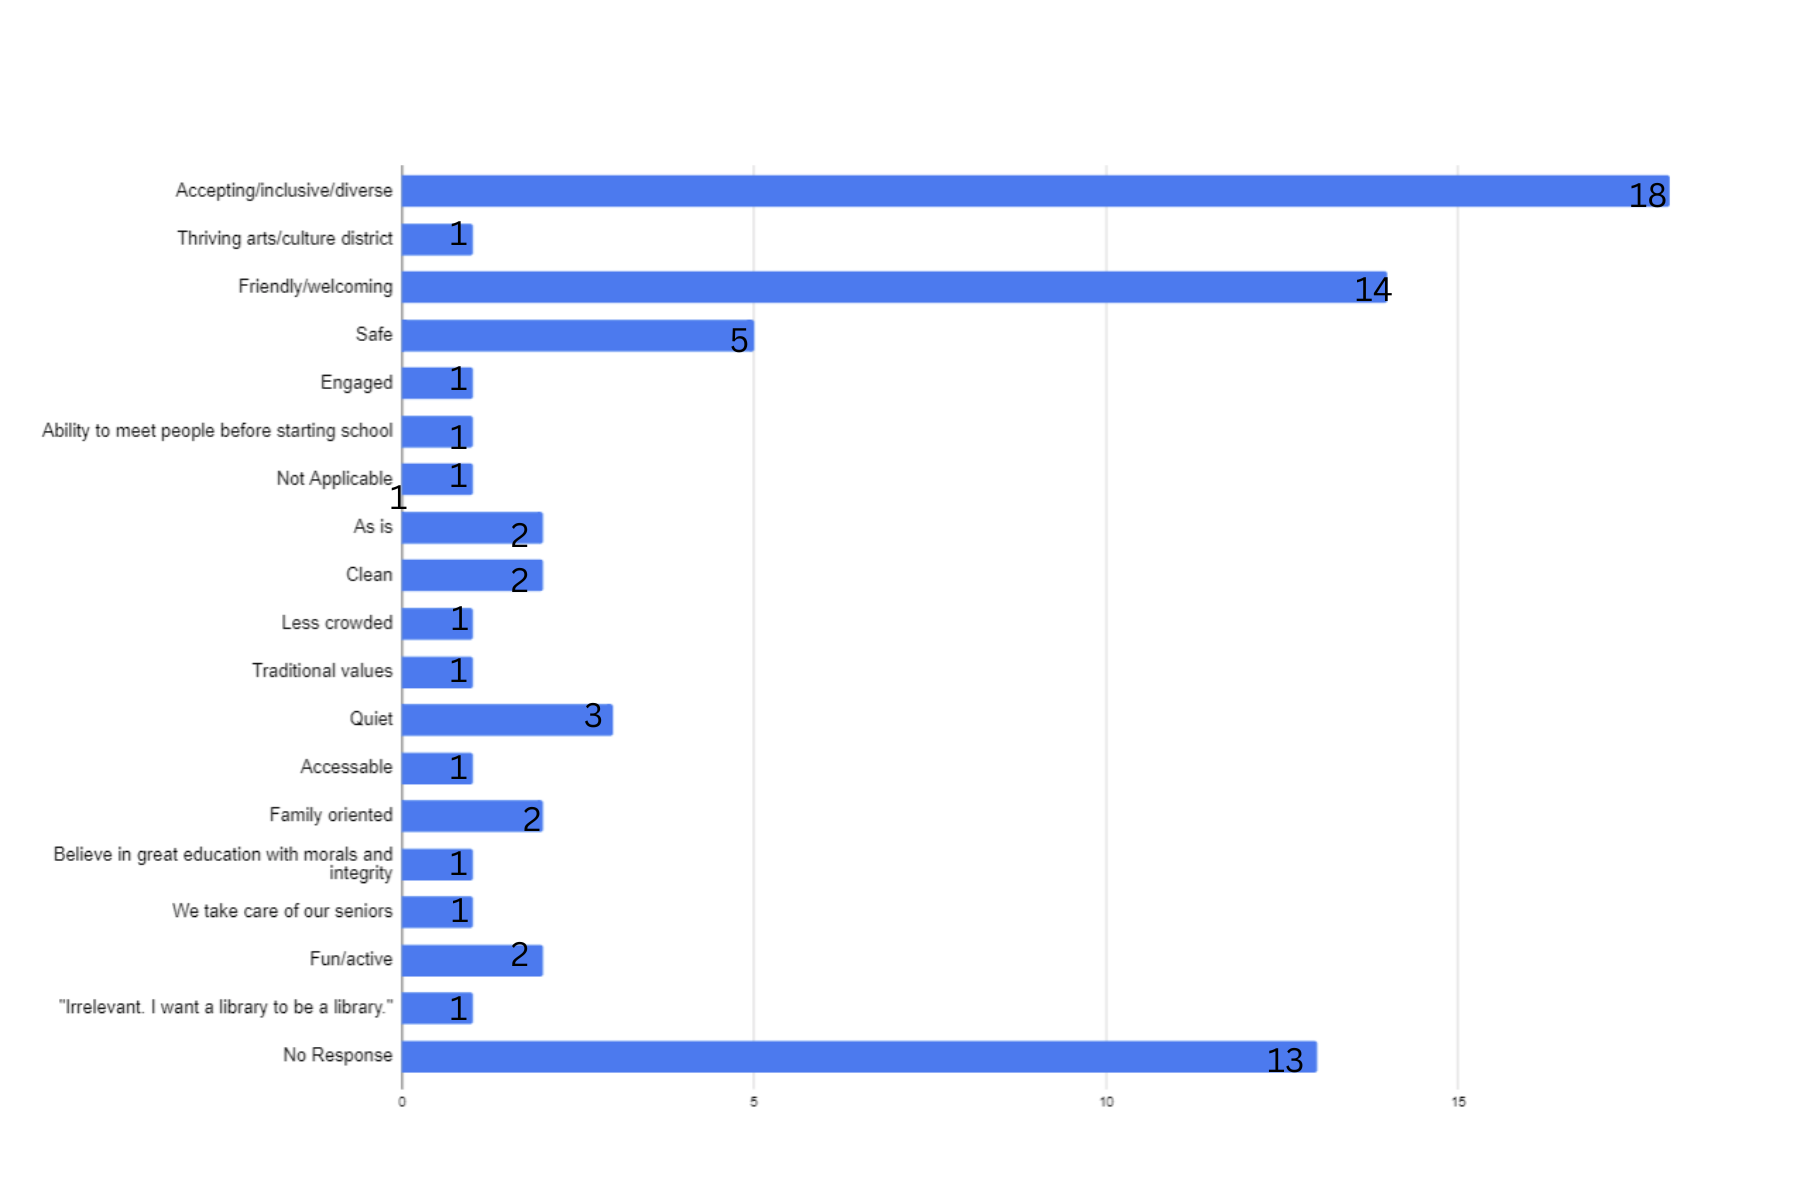 Accepting/inclusive/diverse 18
Thriving arts/culture district 1
Friendly/welcoming 14
Safe 5
Engaged 1
Ability to meet people before starting school 1
Not Applicable 1
1
As is 2
Clean 2
Less crowded 1
Traditional values 1
Quiet 3
Accessable 1
Family oriented 2
Believe in great education with morals and
integrity 1
We take care of our seniors 1
Fun/active 2
"Irrelevant. I want a library to be a library." 1
No Response 13
0 5 10 15